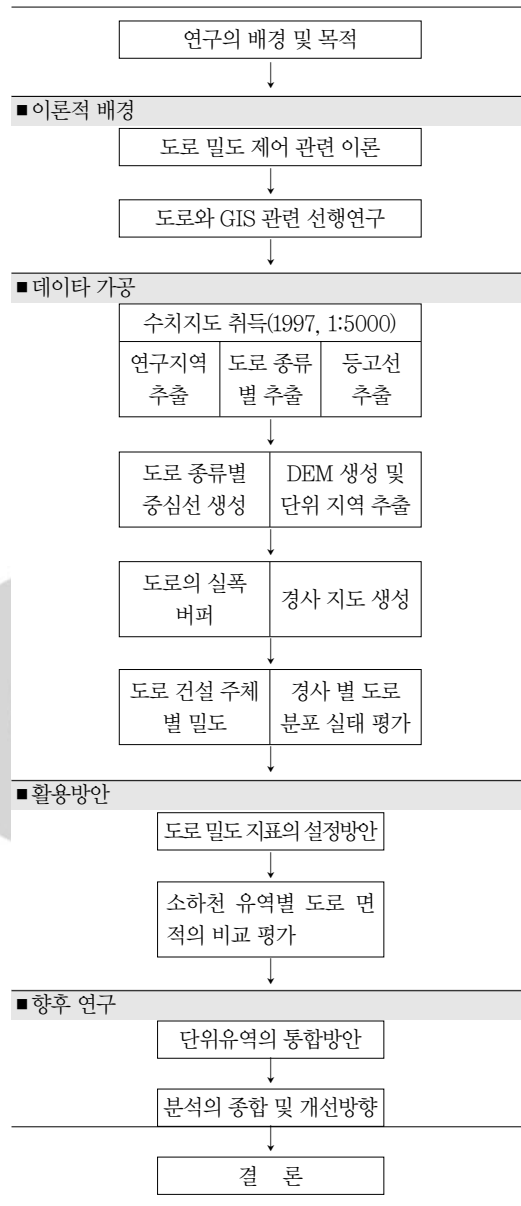 연구의 배경 및 목적
■ 이론적 배경
도로 밀도 제어 관련 이론
도로와 GIS 관련 선행연구
■ 데이타 가공
수치지도 취득(1997, 1:5000)
연구지역
추출
도로 종류
별 추출
등고선
추출
도로 종류별
중심선 생성
DEM 생성 및
단위 지역 추출
도로의 실폭
버퍼
경사 지도 생성
도로 건설 주체
별 밀도
경사 별 도로
분포 실태 평가
■ 활용방안
도로 밀도 지표의 설정방안
소하천 유역별 도로 면
적의 비교 평가
■ 향후 연구
단위유역의 통합방안
분석의 종합 및 개선방향
결 론